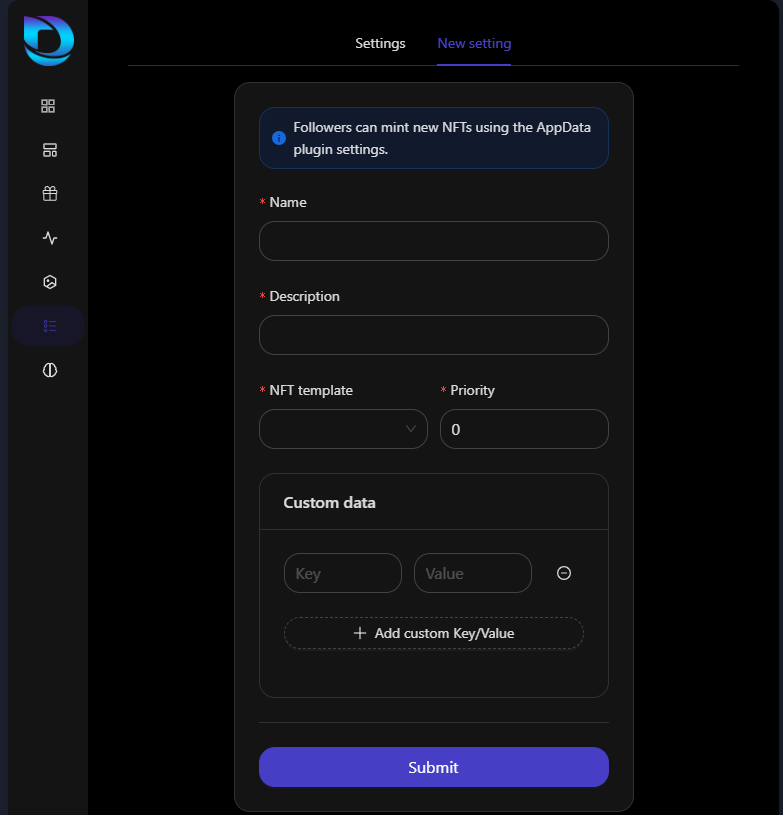 Settings
New setting
Followers can mint new NFTs using the AppData
plugin settings.
* Name
* Description
* NFT template
* Priority
0
Custom data
Key
Value
Add custom Key/Value
Submit